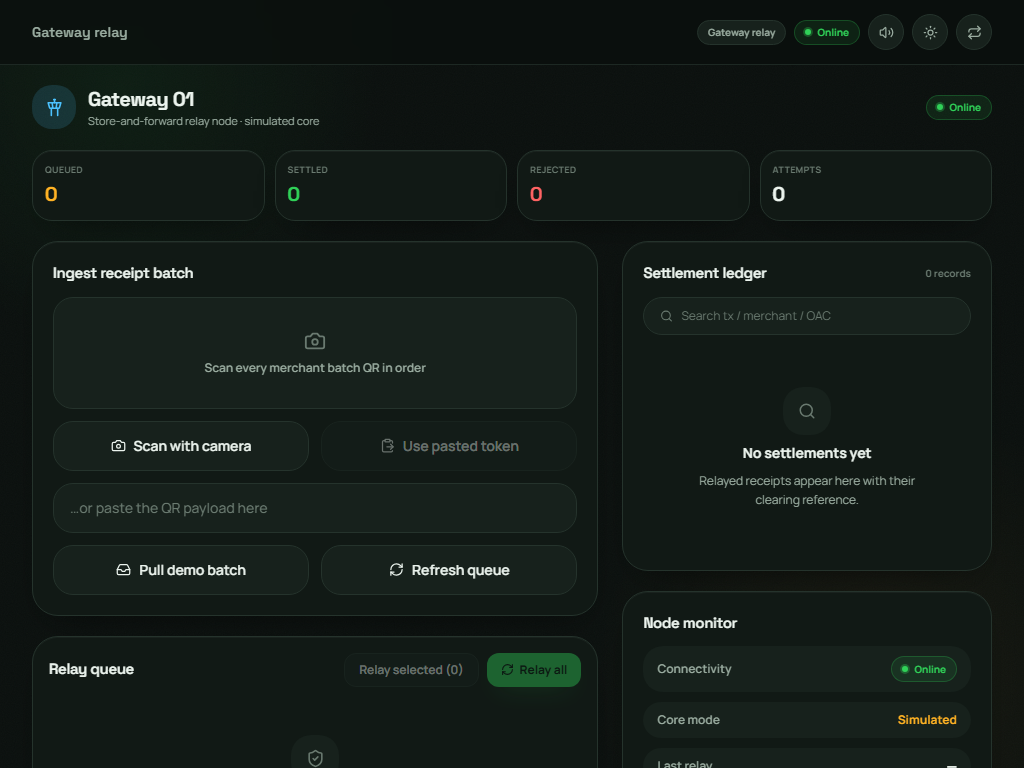 Gateway relay
Gateway relay
Online
Gateway 01
Store-and-forward relay node · simulated core
Online
QUEUED
0
SETTLED
0
REJECTED
0
ATTEMPTS
0
Ingest receipt batch
Scan every merchant batch QR in order
Scan with camera
Use pasted token
...or paste the QR payload here
Pull demo batch
Refresh queue
Relay queue
Relay selected (0)
Relay all
Settlement ledger
0 records
Search tx / merchant / OAC
No settlements yet
Relayed receipts appear here with their
clearing reference.
Node monitor
Connectivity
Online
Core mode
Simulated
Last relay
–